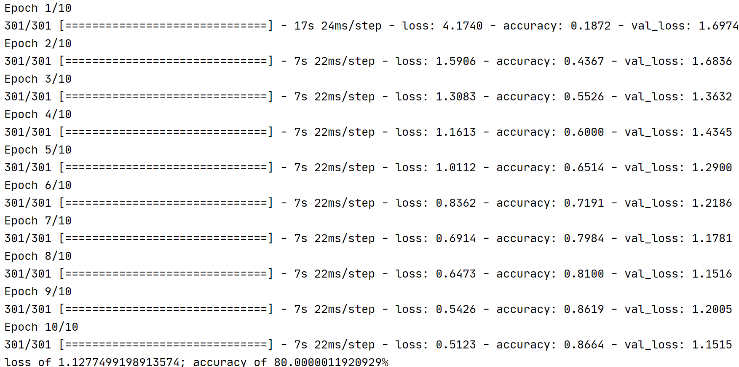 Epoch 1/10
301/301 [==============================] - 17s 24ms/step - loss: 4.1740 - accuracy: 0.1872 - val_loss: 1.6974
Epoch 2/10
301/301 [==============================] - 7s 22ms/step - loss: 1.5906 - accuracy: 0.4367 - val_loss: 1.6836
Epoch 3/10
301/301 [==============================] - 7s 22ms/step - loss: 1.3083 - accuracy: 0.5526 - val_loss: 1.3632
Epoch 4/10
301/301 [==============================] - 7s 22ms/step - loss: 1.1613 - accuracy: 0.6000 - val_loss: 1.4345
Epoch 5/10
301/301 [==============================] - 7s 22ms/step - loss: 1.0112 - accuracy: 0.6514 - val_loss: 1.2900
Epoch 6/10
301/301 [==============================] - 7s 22ms/step - loss: 0.8362 - accuracy: 0.7191 - val_loss: 1.2186
Epoch 7/10
301/301 [==============================] - 7s 22ms/step - loss: 0.6914 - accuracy: 0.7984 - val_loss: 1.1781
Epoch 8/10
301/301 [==============================] - 7s 22ms/step - loss: 0.6473 - accuracy: 0.8100 - val_loss: 1.1516
Epoch 9/10
301/301 [==============================] - 7s 22ms/step - loss: 0.5426 - accuracy: 0.8619 - val_loss: 1.2005
Epoch 10/10
301/301 [==============================] - 7s 22ms/step - loss: 0.5123 - accuracy: 0.8664 - val_loss: 1.1515
loss of 1.1277499198913574; accuracy of 80.0000011920929%